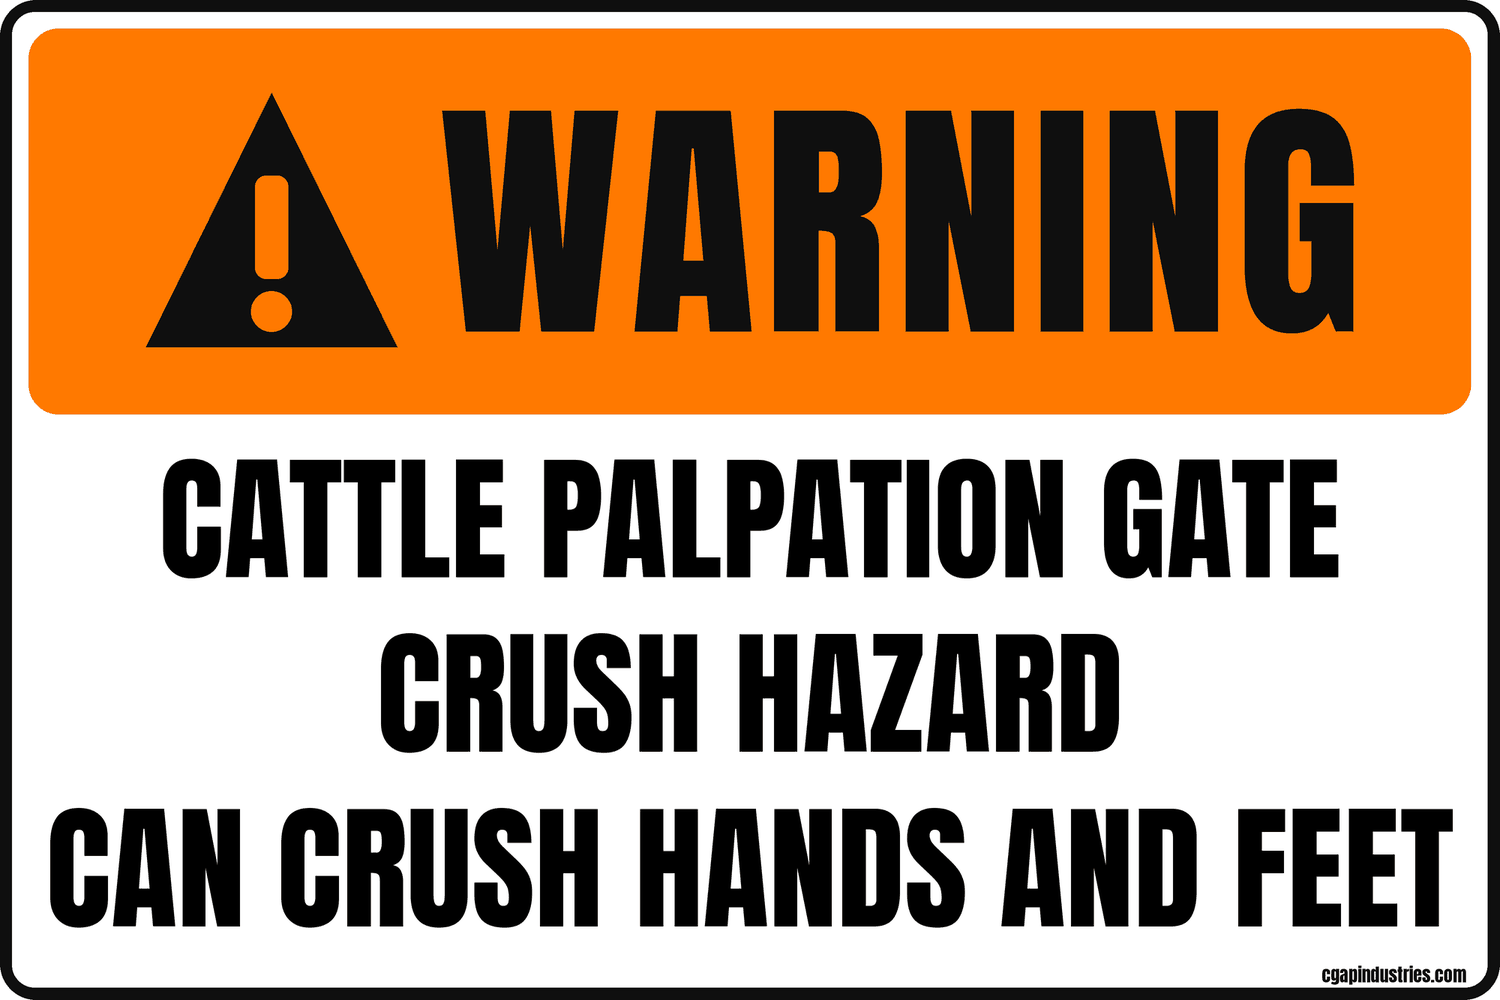 WARNING
CATTLE PALPATION GATE
CRUSH HAZARD
CAN CRUSH HANDS AND FEET
cgapindustries.com